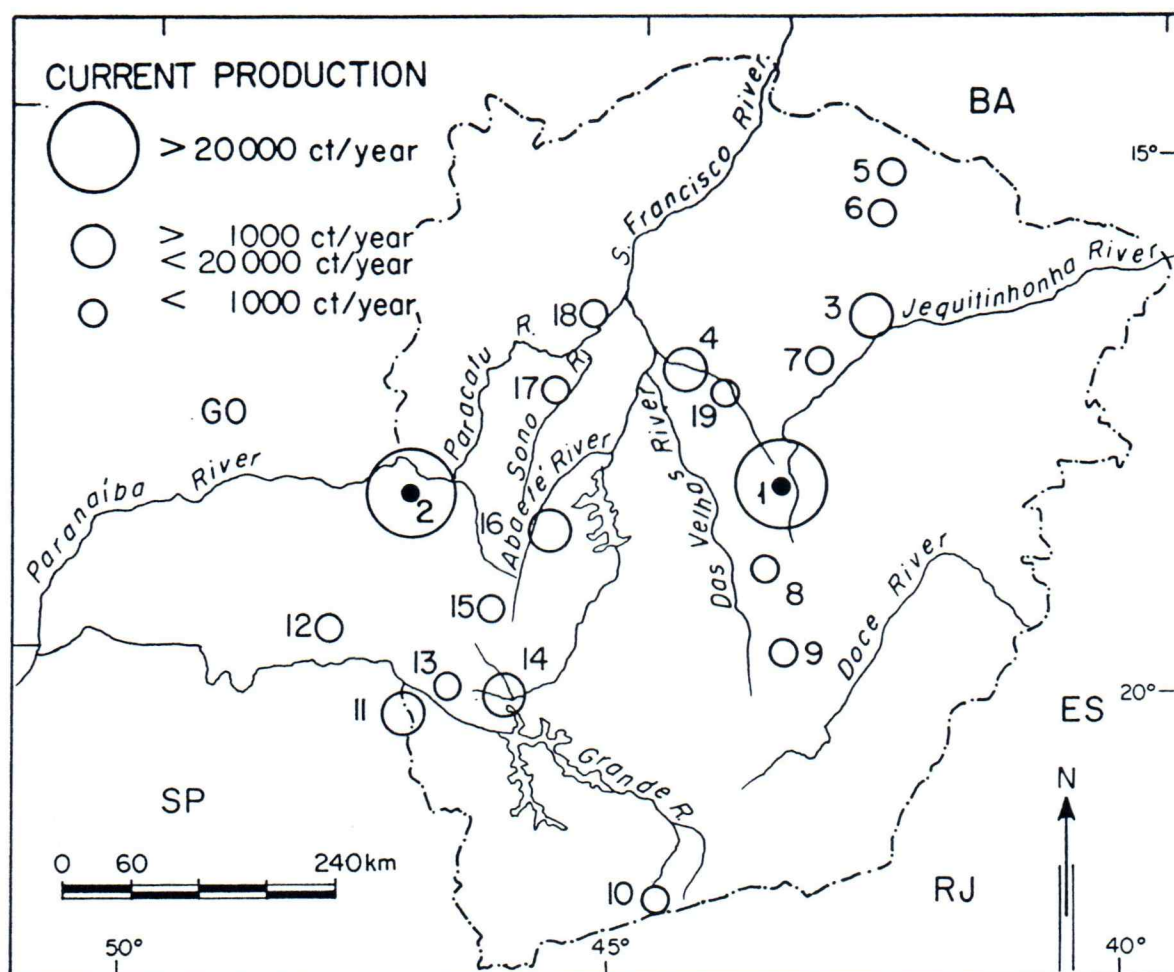 CURRENT PRODUCTION
> 20000 ct/year
> 1000 ct/year
< 20000 ct/year
< 1000 ct/year
BA
15°
S. Francisco River.
5
6
Jequitinhonha River
3
18
R.
4
7
Paracatu
R.
17
19
GO
Sono
Abaeté River
Das Velhas River
Paranaíba River
2
1
16
8
Doce River
15
12
9
13
14
11
20°
ES
Grande R.
N
SP
0 60 240km
RJ
10
50°
45°
40°